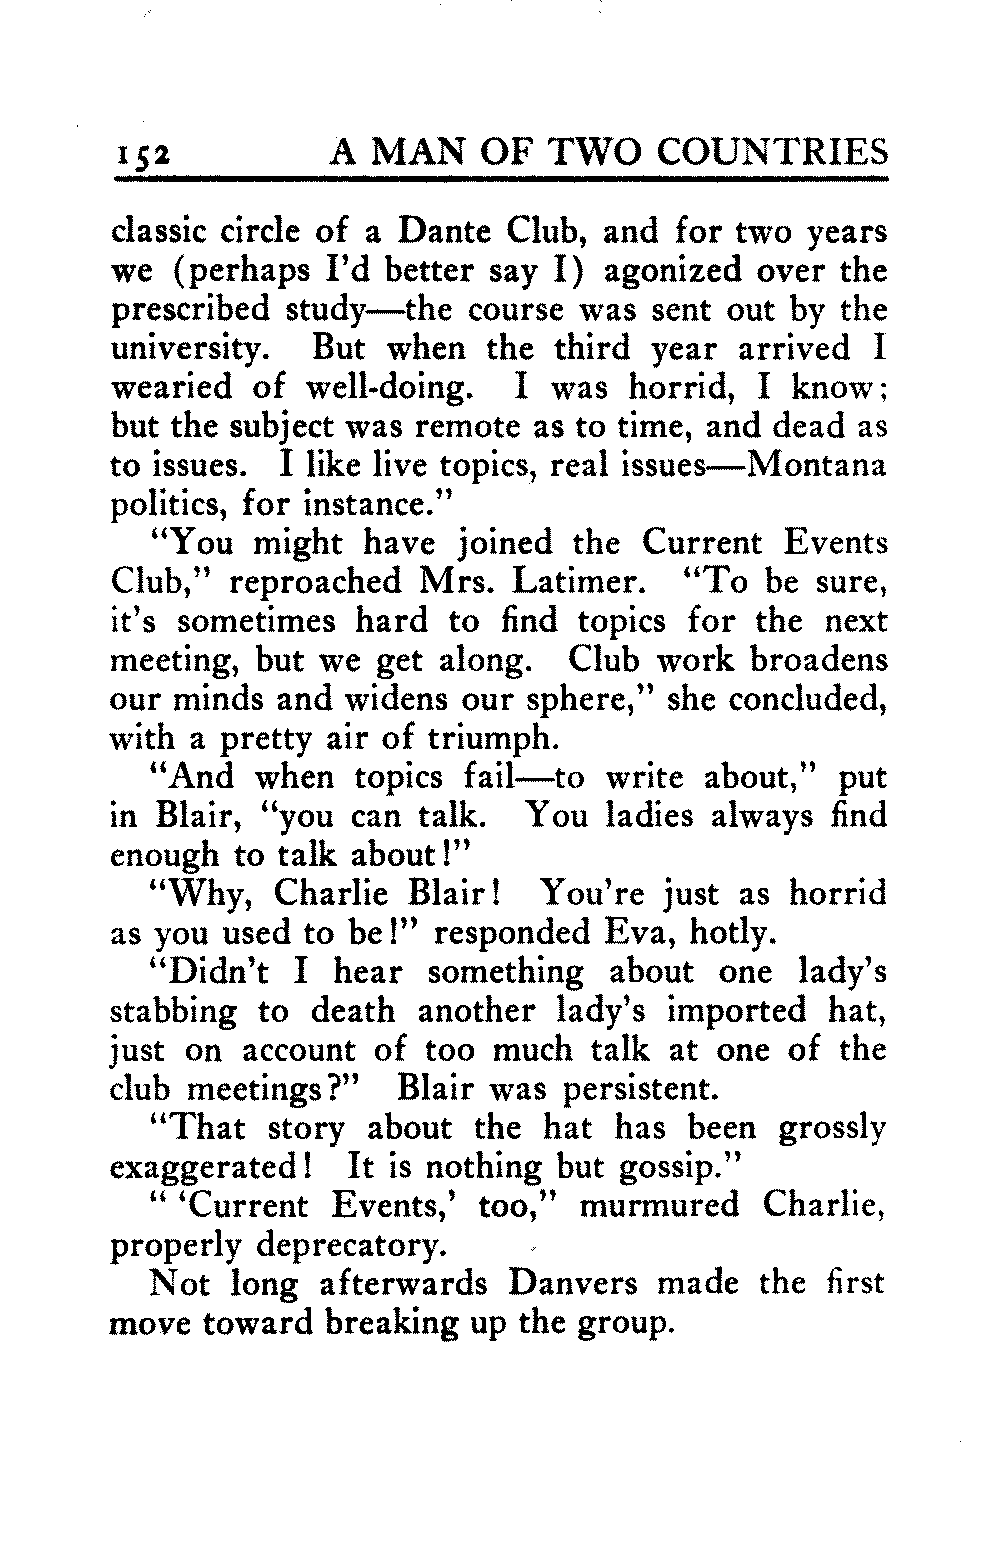 152 A MAN OF TWO COUNTRIES
classic circle of a Dante Club, and for two years
we (perhaps I'd better say I) agonized over the
prescribed study—the course was sent out by the
university. But when the third year arrived I
wearied of well-doing. I was horrid, I know;
but the subject was remote as to time, and dead as
to issues. I like live topics, real issues—Montana
politics, for instance."
"You might have joined the Current Events
Club," reproached Mrs. Latimer. "To be sure,
it's sometimes hard to find topics for the next
meeting, but we get along. Club work broadens
our minds and widens our sphere," she concluded,
with a pretty air of triumph.
"And when topics fail—to write about," put
in Blair, "you can talk. You ladies always find
enough to talk about!"
"Why, Charlie Blair! You're just as horrid
as you used to be!" responded Eva, hotly.
"Didn't I hear something about one lady's
stabbing to death another lady's imported hat,
just on account of too much talk at one of the
club meetings?" Blair was persistent.
"That story about the hat has been grossly
exaggerated! It is nothing but gossip."
" 'Current Events,' too," murmured Charlie,
properly deprecatory.
Not long afterwards Danvers made the first
move toward breaking up the group.